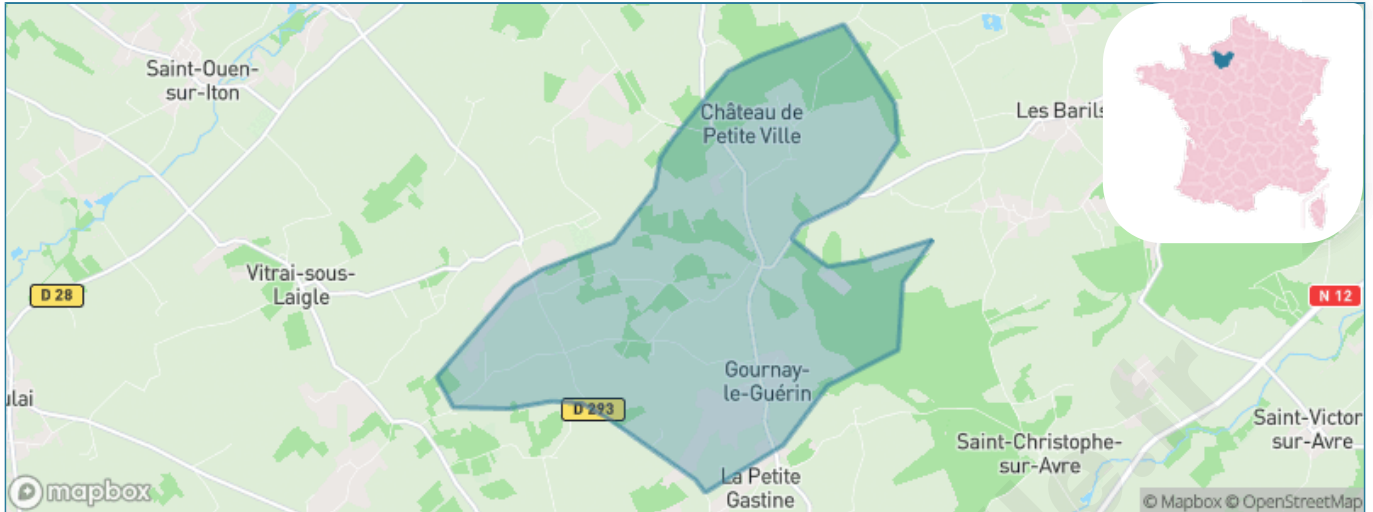 Saint-Ouen-
sur-Iton
Château de
Petite Ville
Les Barils
Vitrai-sous-
Laigle
D 28
N 12
Gournay-
le-Guérin
ulai
D 293
Saint-Victor
sur-Avre
Saint-Christophe-
sur-Avre
La Petite
Gastine
mapbox
© Mapbox © OpenStreetMap